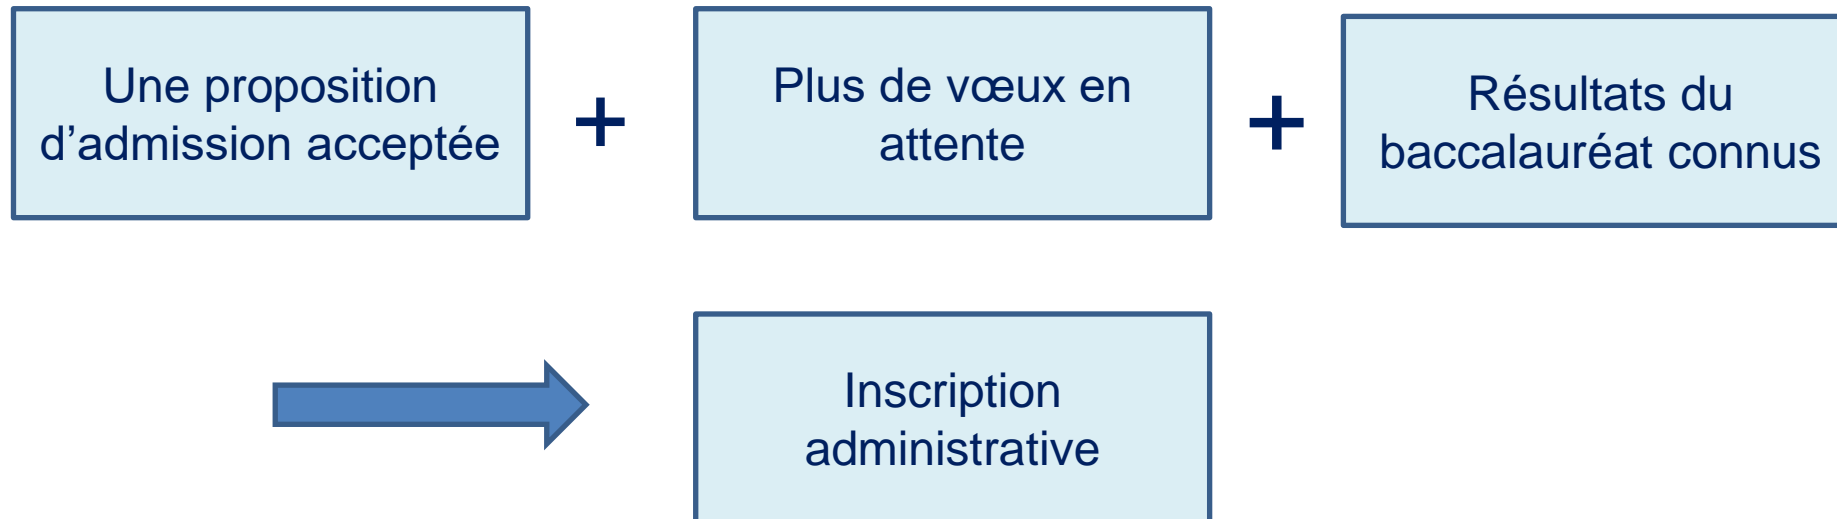 Une proposition
d’admission acceptée
+
Plus de vœux en
attente
+
Résultats du
baccalauréat connus
Inscription
administrative